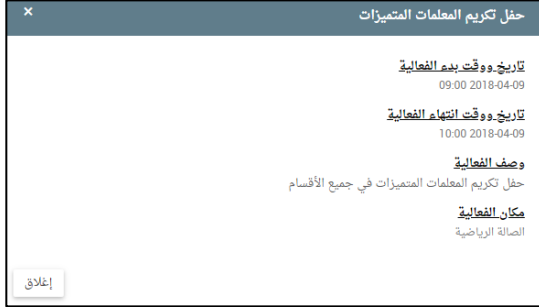 حفل تكريم المعلمات المتميزات ×
تاريخ ووقت بدء الفعالية
09:00 2018-04-09
تاريخ ووقت انتهاء الفعالية
10:00 2018-04-09
وصف الفعالية
حفل تكريم المعلمات المتميزات في جميع الأقسام
مكان الفعالية
الصالة الرياضية
إغلاق